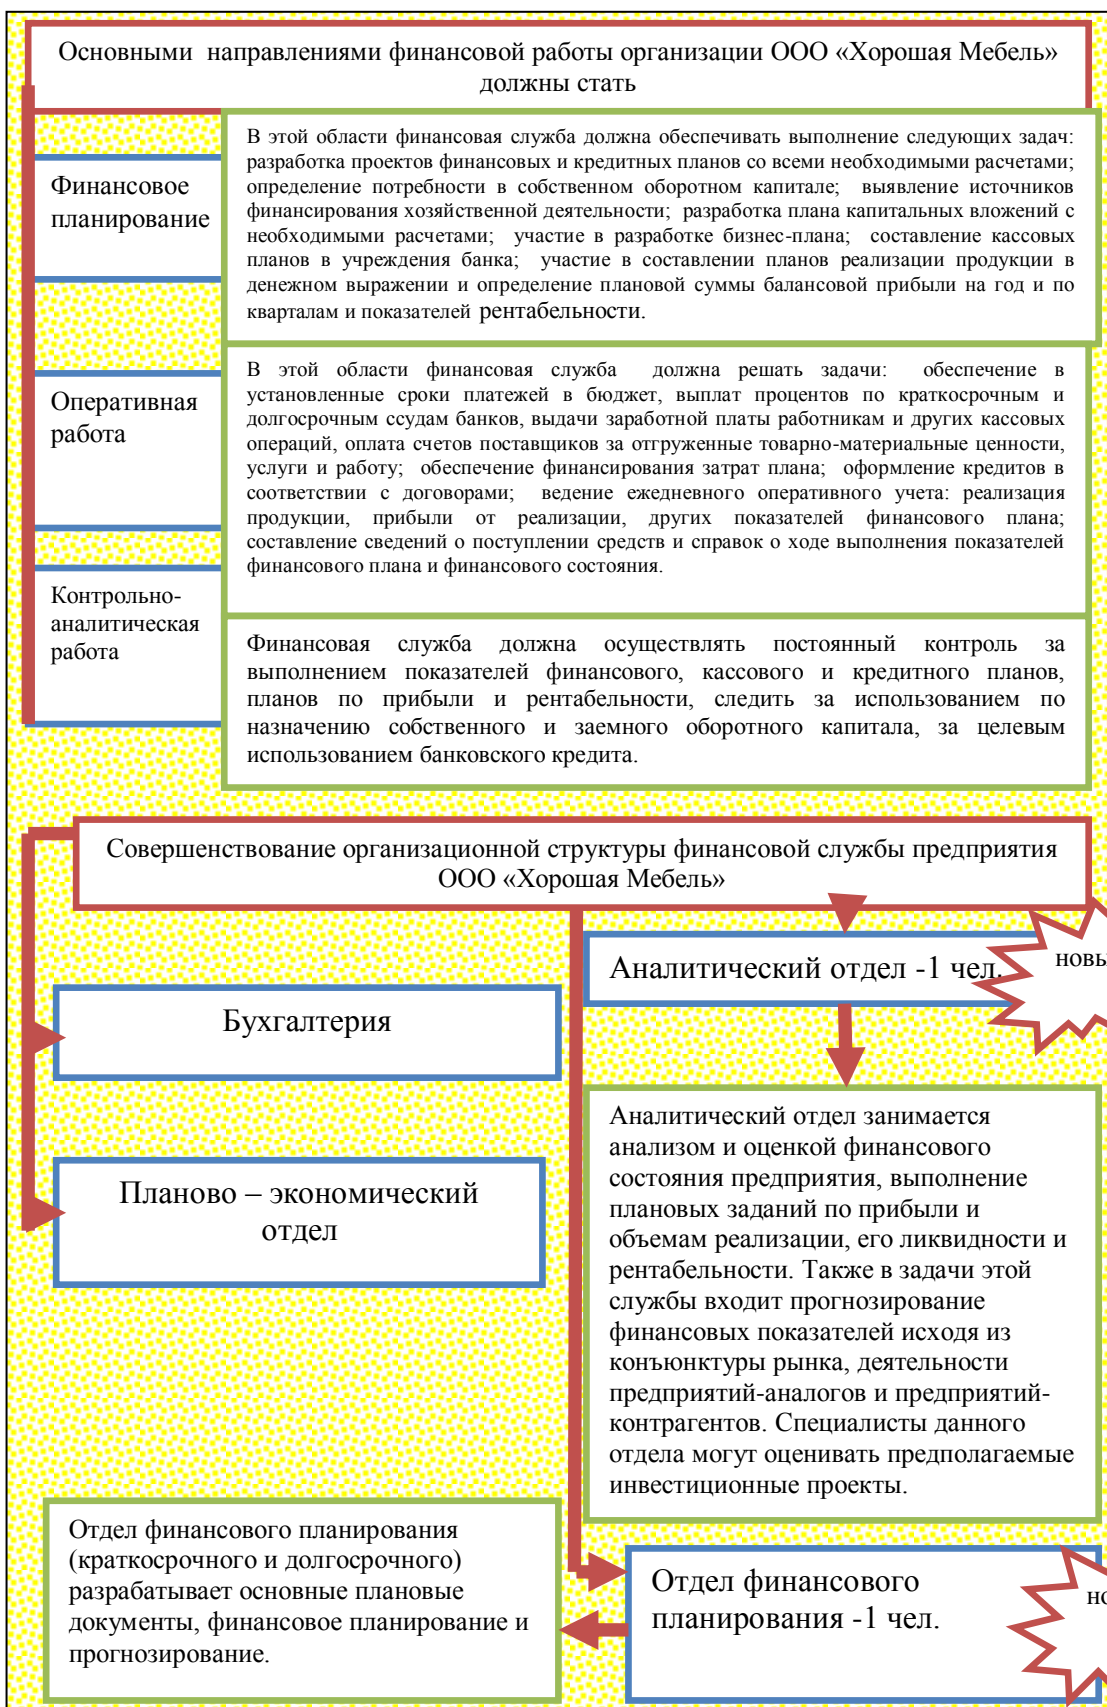 Основными направлениями финансовой работы организации ООО «Хорошая Мебель»
должны стать
Финансовое
планирование
В этой области финансовая служба должна обеспечивать выполнение следующих задач:
разработка проектов финансовых и кредитных планов со всеми необходимыми расчетами;
определение потребности в собственном оборотном капитале; выявление источников
финансирования хозяйственной деятельности; разработка плана капитальных вложений с
необходимыми расчетами; участие в разработке бизнес-плана; составление кассовых
планов в учреждения банка; участие в составлении планов реализации продукции в
денежном выражении и определение плановой суммы балансовой прибыли на год и по
кварталам и показателей рентабельности.
Оперативная
работа
В этой области финансовая служба должна решать задачи: обеспечение в
установленные сроки платежей в бюджет, выплат процентов по краткосрочным и
долгосрочным ссудам банков, выдачи заработной платы работникам и других кассовых
операций, оплата счетов поставщиков за отгруженные товарно-материальные ценности,
услуги и работу; обеспечение финансирования затрат плана; оформление кредитов в
соответствии с договорами; ведение ежедневного оперативного учета: реализация
продукции, прибыли от реализации, других показателей финансового плана;
составление сведений о поступлении средств и справок о ходе выполнения показателей
финансового плана и финансового состояния.
Контрольно-
аналитическая
работа
Финансовая служба должна осуществлять постоянный контроль за
выполнением показателей финансового, кассового и кредитного планов,
планов по прибыли и рентабельности, следить за использованием по
назначению собственного и заемного оборотного капитала, за целевым
использованием банковского кредита.
Совершенствование организационной структуры финансовой службы предприятия
ООО «Хорошая Мебель»
Аналитический отдел -1 чел.
новы
Бухгалтерия
Планово – экономический
отдел
Аналитический отдел занимается
анализом и оценкой финансового
состояния предприятия, выполнение
плановых заданий по прибыли и
объемам реализации, его ликвидности и
рентабельности. Также в задачи этой
службы входит прогнозирование
финансовых показателей исходя из
конъюнктуры рынка, деятельности
предприятий-аналогов и предприятий-
контрагентов. Специалисты данного
отдела могут оценивать предполагаемые
инвестиционные проекты.
Отдел финансового планирования
(краткосрочного и долгосрочного)
разрабатывает основные плановые
документы, финансовое планирование и
прогнозирование.
Отдел финансового
планирования -1 чел.
но